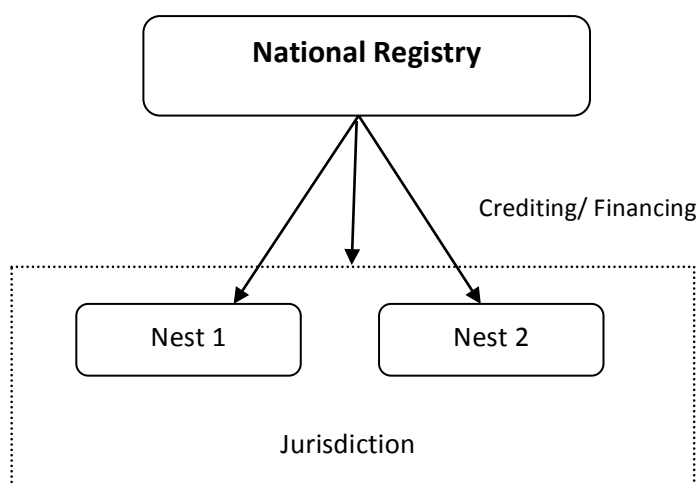 National Registry
Crediting/ Financing
Nest 1
Nest 2
Jurisdiction